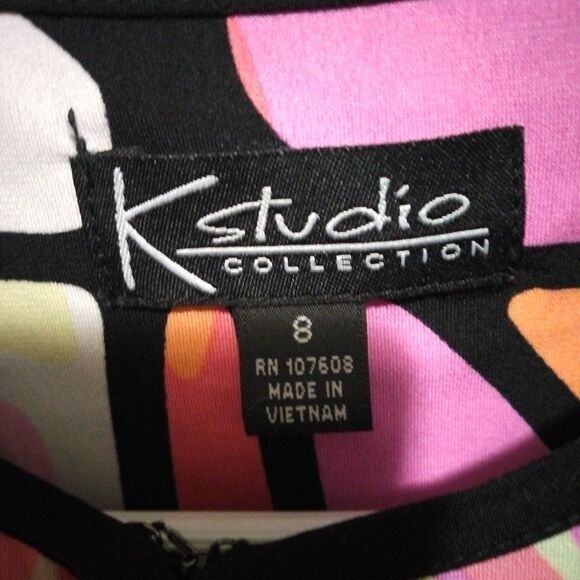 Kstudio
COLLECTION
8
RN 107608
MADE IN
VIETNAM